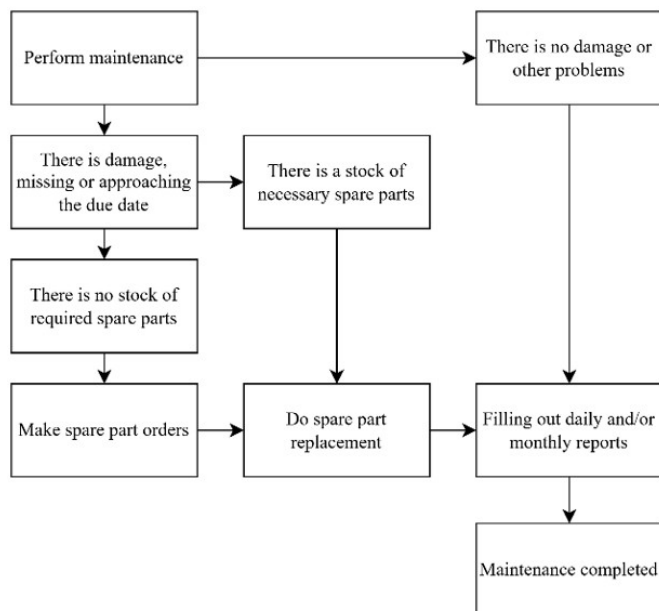 Perform maintenance
There is no damage or
other problems
There is damage,
missing or approaching
the due date
There is a stock of
necessary spare parts
There is no stock of
required spare parts
Make spare part orders
Do spare part
replacement
Filling out daily and/or
monthly reports
Maintenance completed